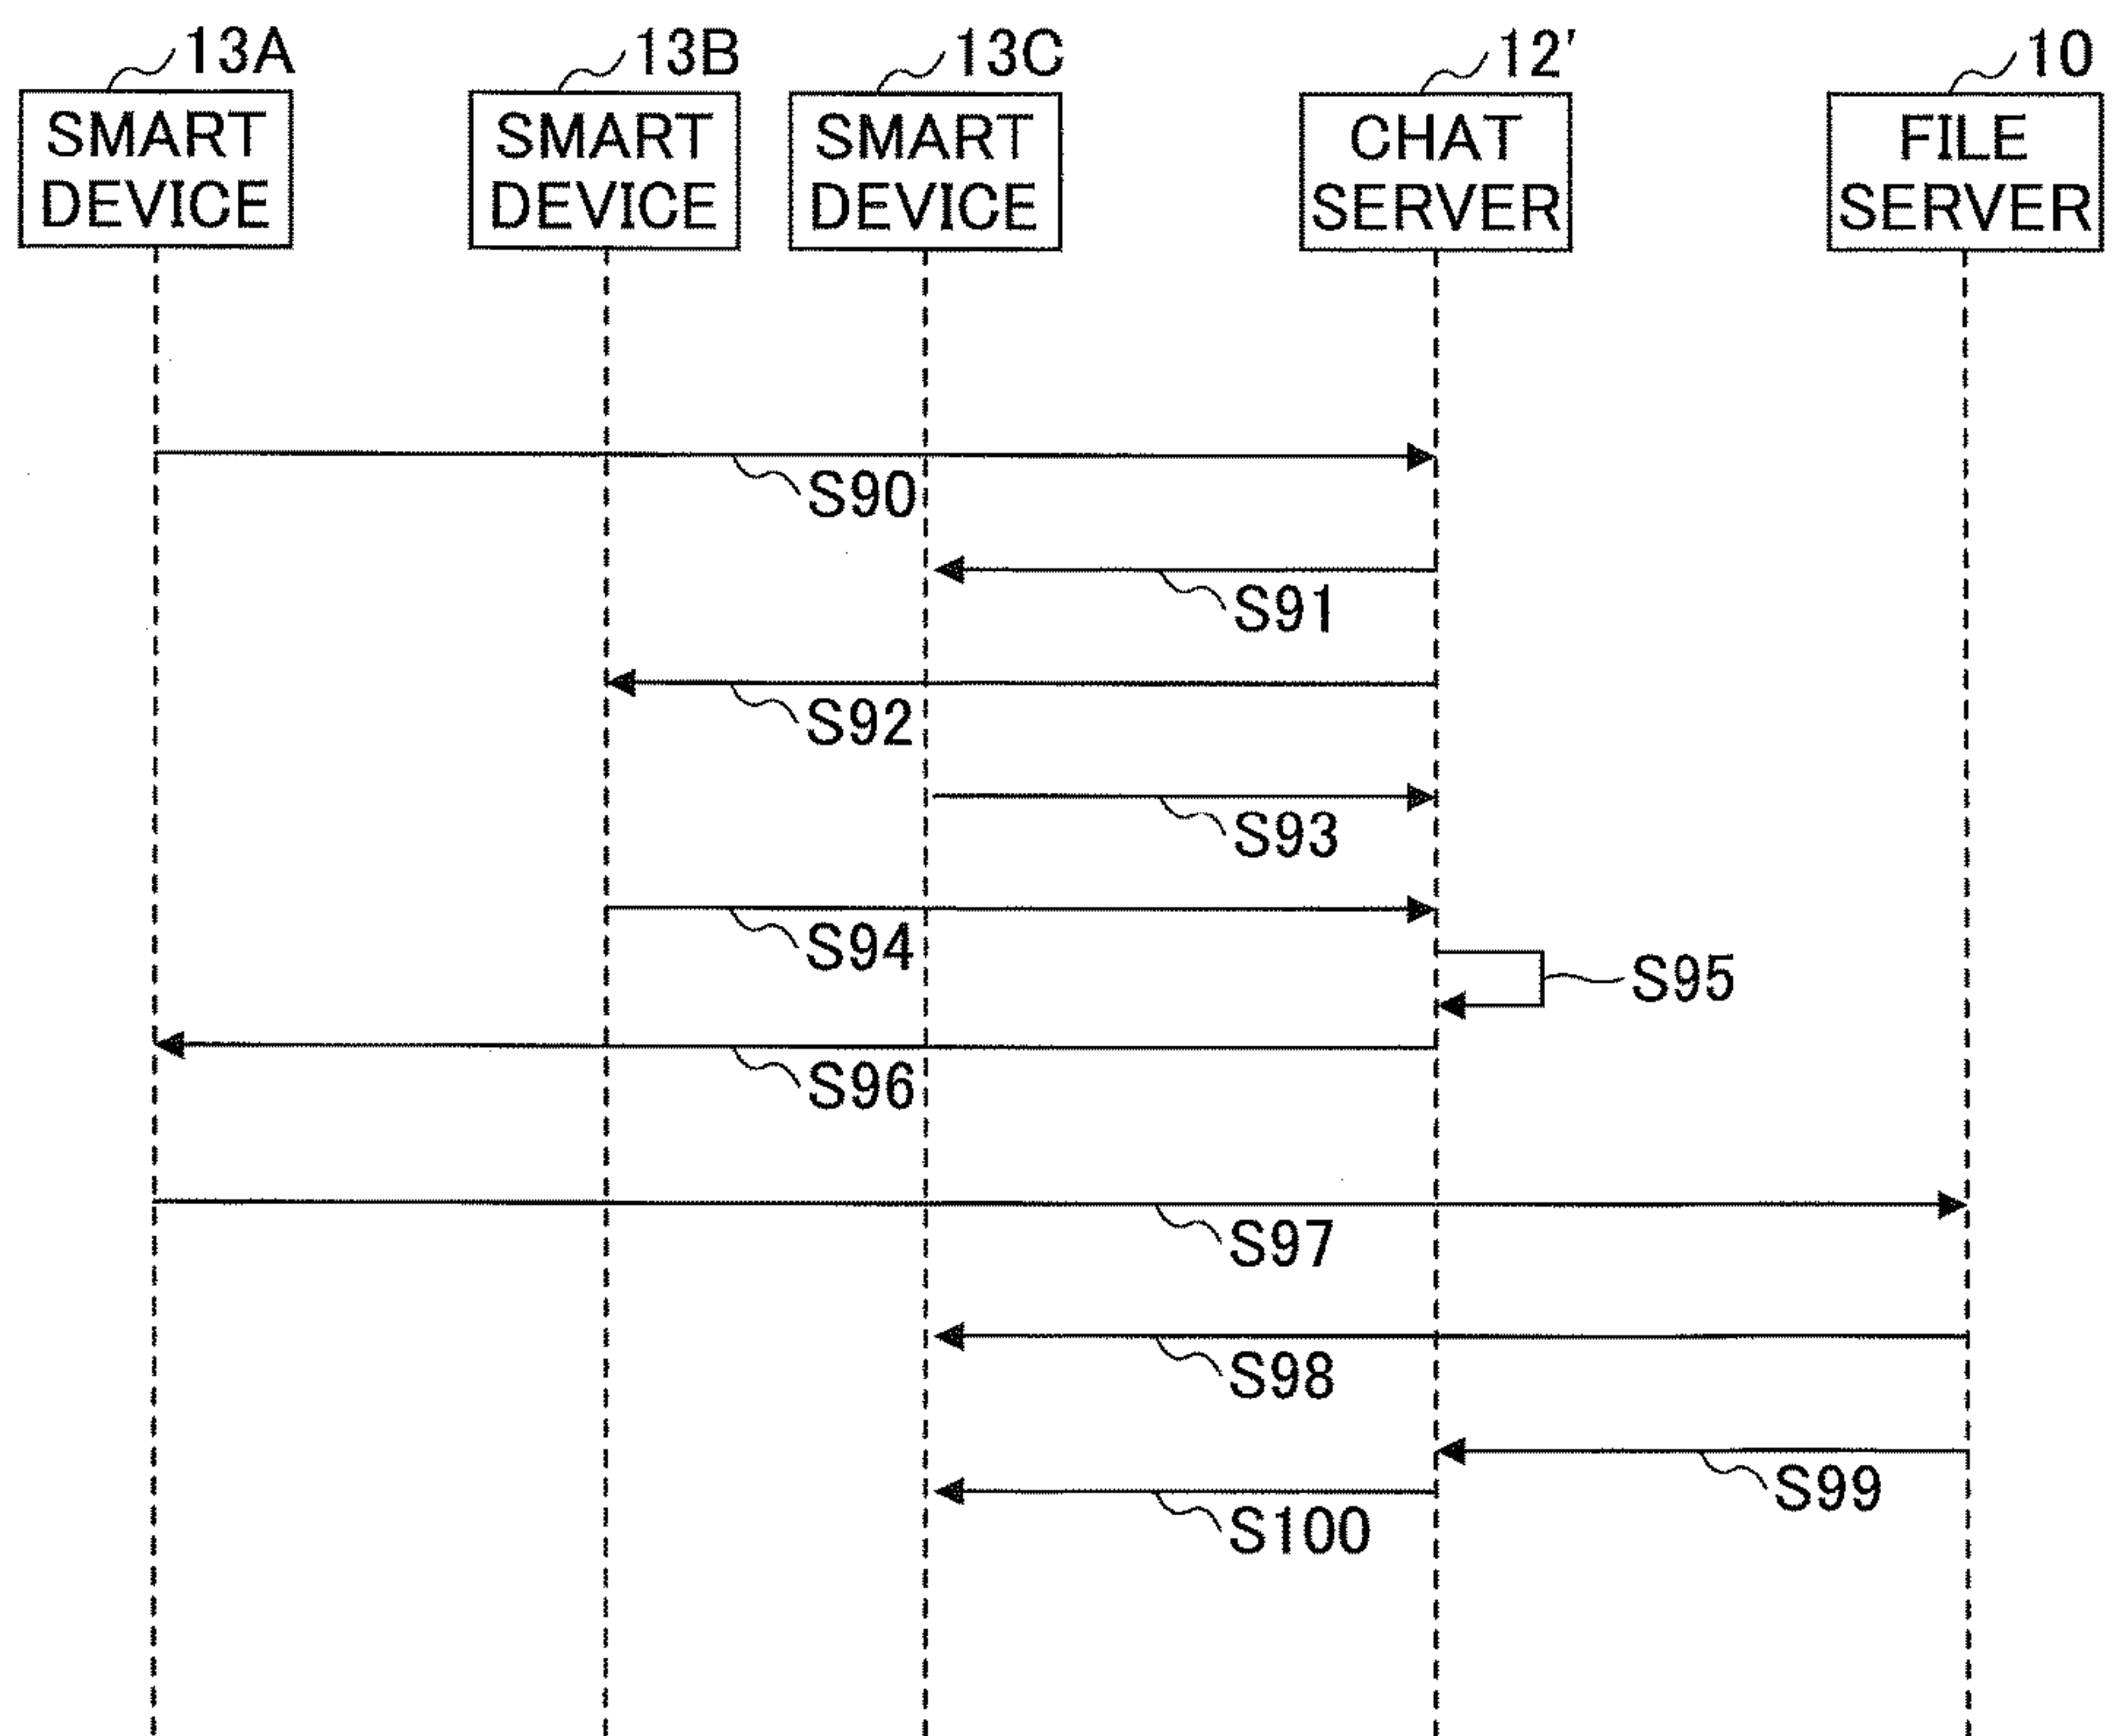 13A
13B
13C
12'
10
SMART
DEVICE
SMART
DEVICE
SMART
DEVICE
CHAT
SERVER
FILE
SERVER
S90
S91
S92
S93
S94
S95
S96
S97
S98
S99
S100